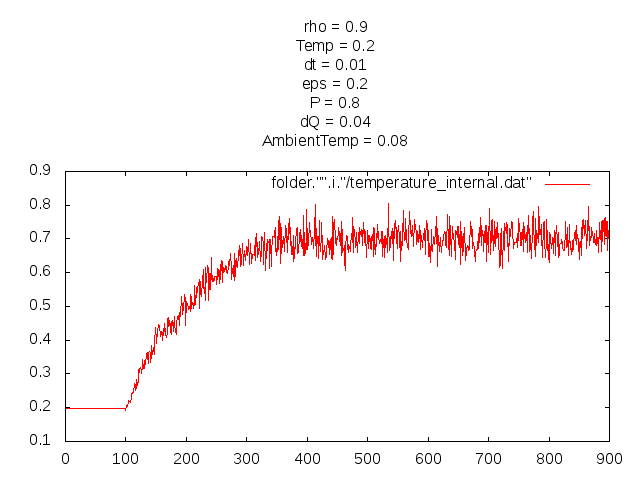 rho = 0.9
Temp = 0.2
dt = 0.01
eps = 0.2
P = 0.8
dQ = 0.04
AmbientTemp = 0.08
folder."".i."/temperature_internal.dat"
0.9
0.8
0.7
0.6
0.5
0.4
0.3
0.2
0.1
0 100 200 300 400 500 600 700 800 900